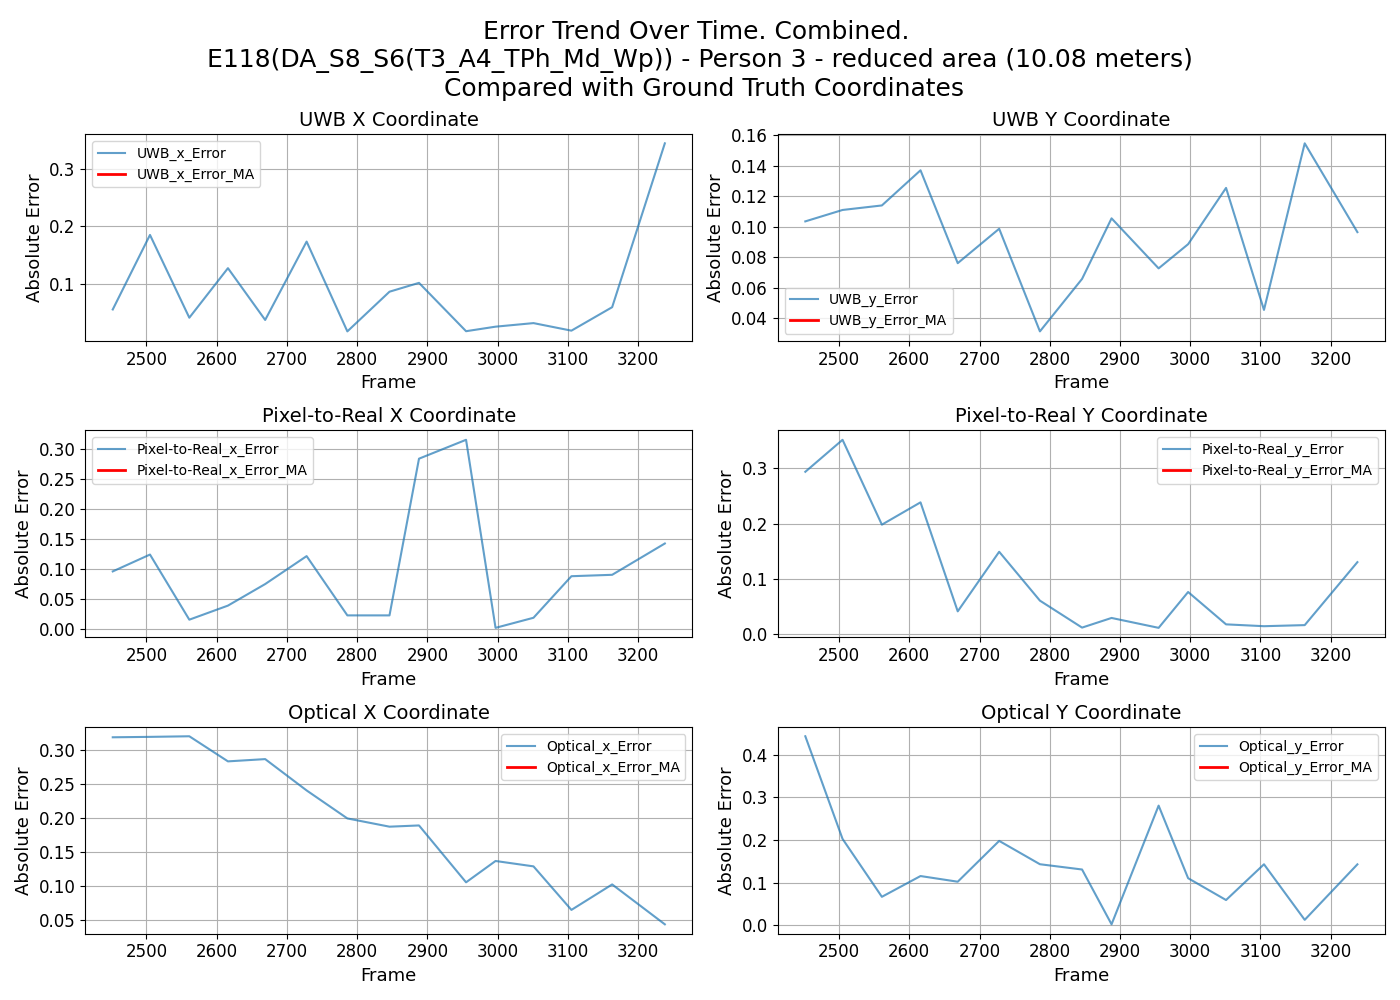 Error Trend Over Time. Combined.
E118(DA_S8_S6(T3_A4_TPh_Md_Wp)) - Person 3 - reduced area (10.08 meters)
Compared with Ground Truth Coordinates
UWB X Coordinate
Absolute Error
0.3
0.2
0.1
UWB_x_Error
UWB_x_Error_MA
2500 2600 2700 2800 2900 3000 3100 3200
Frame
UWB Y Coordinate
Absolute Error
0.16
0.14
0.12
0.10
0.08
0.06
0.04
UWB_y_Error
UWB_y_Error_MA
2500 2600 2700 2800 2900 3000 3100 3200
Frame
Pixel-to-Real X Coordinate
Absolute Error
0.30
0.25
0.20
0.15
0.10
0.05
0.00
Pixel-to-Real_x_Error
Pixel-to-Real_x_Error_MA
2500 2600 2700 2800 2900 3000 3100 3200
Frame
Pixel-to-Real Y Coordinate
Absolute Error
0.3
0.2
0.1
0.0
Pixel-to-Real_y_Error
Pixel-to-Real_y_Error_MA
2500 2600 2700 2800 2900 3000 3100 3200
Frame
Optical X Coordinate
Absolute Error
0.30
0.25
0.20
0.15
0.10
0.05
Optical_x_Error
Optical_x_Error_MA
2500 2600 2700 2800 2900 3000 3100 3200
Frame
Optical Y Coordinate
Absolute Error
0.4
0.3
0.2
0.1
0.0
Optical_y_Error
Optical_y_Error_MA
2500 2600 2700 2800 2900 3000 3100 3200
Frame